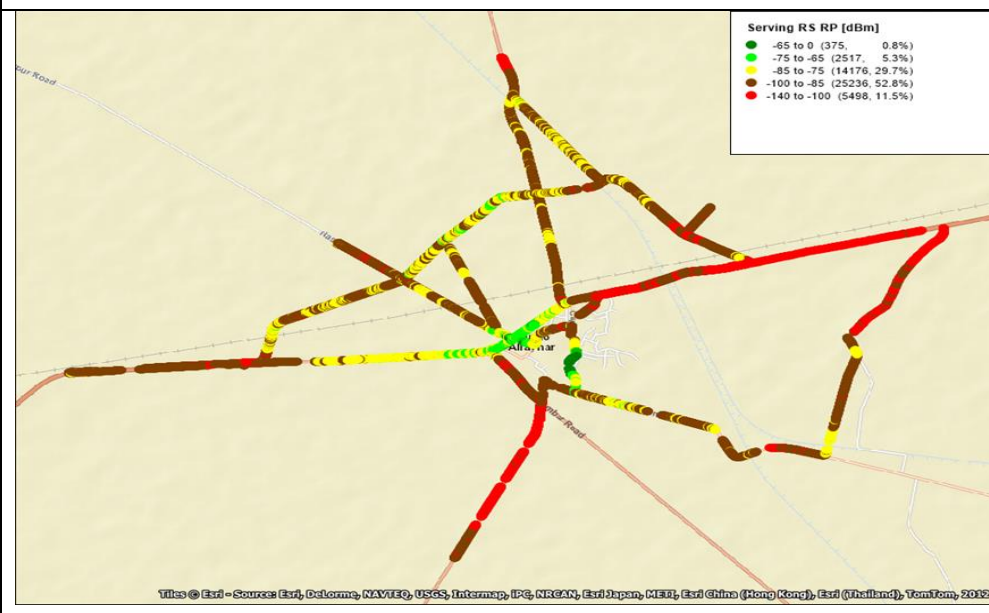 Serving RS RP [dBm]
-65 to 0 (375, 0.8%)
-75 to -65 (2517, 5.3%)
-85 to -75 (14176, 29.7%)
-100 to -85 (25236, 52.8%)
-140 to -100 (5498, 11.5%)
Road
Road
Tiles © Esri - Source: Esri, DeLorme, NAVTEQ, USGS, Intermap, iPC, NRCAN, Esri Japan, METI, Esri China (Hong Kong), Esri (Thailand), TomTom, 2012